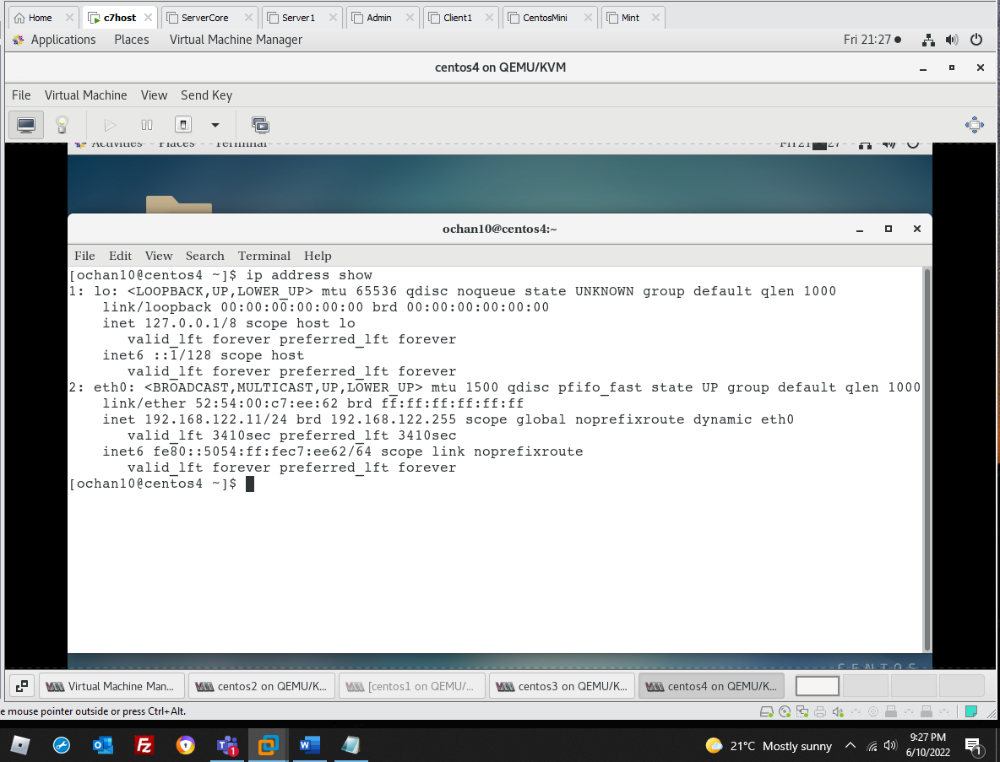 Home c7host ServerCore Server1 Admin Client1 CentosMini Mint
Applications Places Virtual Machine Manager Fri 21:27
centos4 on QEMU/KVM
File Virtual Machine View Send Key
Activities Places Terminal
ochan10@centos4:~
File Edit View Search Terminal Help
[ochan10@centos4 ~]$ ip address show
1: lo: <LOOPBACK,UP,LOWER_UP> mtu 65536 qdisc noqueue state UNKNOWN group default qlen 1000
link/loopback 00:00:00:00:00:00 brd 00:00:00:00:00:00
inet 127.0.0.1/8 scope host lo
valid_lft forever preferred_lft forever
inet6 ::1/128 scope host
valid_lft forever preferred_lft forever
2: eth0: <BROADCAST,MULTICAST,UP,LOWER_UP> mtu 1500 qdisc pfifo_fast state UP group default qlen 1000
link/ether 52:54:00:c7:ee:62 brd ff:ff:ff:ff:ff:ff
inet 192.168.122.11/24 brd 192.168.122.255 scope global noprefixroute dynamic eth0
valid_lft 3410sec preferred_lft 3410sec
inet6 fe80::5054:ff:fec7:ee62/64 scope link noprefixroute
valid_lft forever preferred_lft forever
[ochan10@centos4 ~]$
CENTOS
Virtual Machine Man... centos2 on QEMU/K... [centos1 on QEMU/... centos3 on QEMU/K... centos4 on QEMU/K...
e mouse pointer outside or press Ctrl+Alt.
21°C Mostly sunny 9:27 PM
6/10/2022